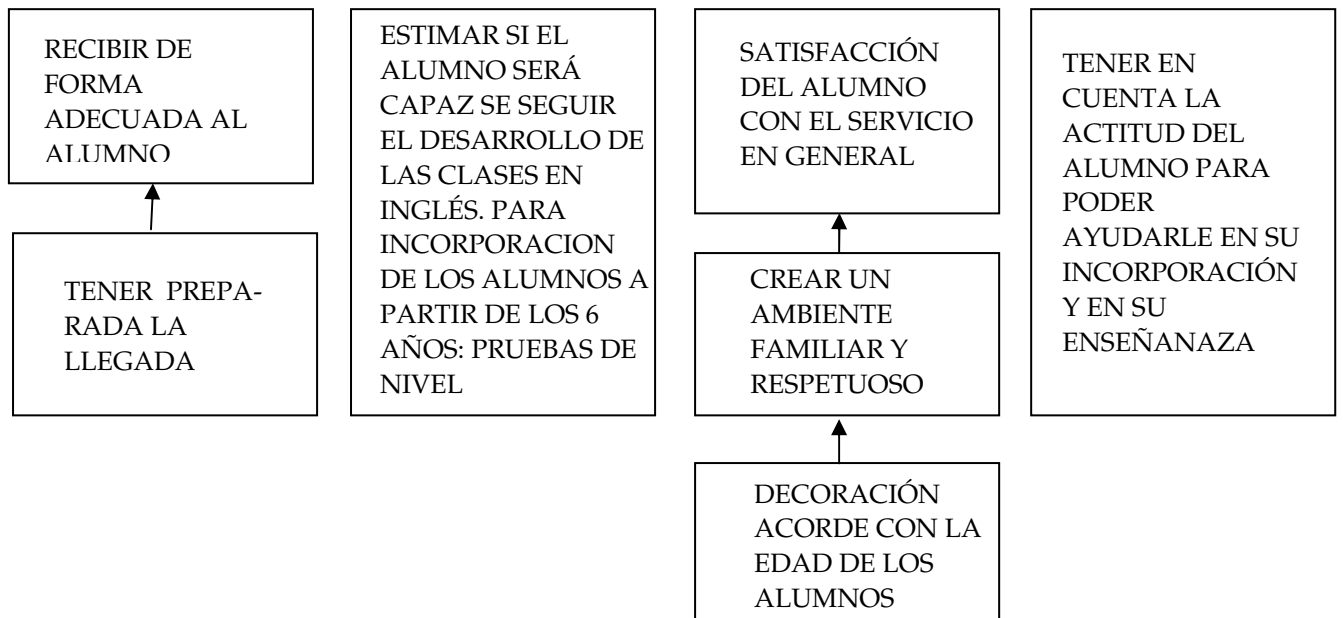 RECIBIR DE
FORMA
ADECUADA AL
ALUMNO
TENER PREPA-
RADA LA
LLEGADA
ESTIMAR SI EL
ALUMNO SERÁ
CAPAZ SE SEGUIR
EL DESARROLLO DE
LAS CLASES EN
INGLÉS. PARA
INCORPORACION
DE LOS ALUMNOS A
PARTIR DE LOS 6
AÑOS: PRUEBAS DE
NIVEL
SATISFACCIÓN
DEL ALUMNO
CON EL SERVICIO
EN GENERAL
CREAR UN
AMBIENTE
FAMILIAR Y
RESPETUOSO
DECORACIÓN
ACORDE CON LA
EDAD DE LOS
ALUMNOS
TENER EN
CUENTA LA
ACTITUD DEL
ALUMNO PARA
PODER
AYUDARLE EN SU
INCORPORACIÓN
Y EN SU
ENSEÑANAZA